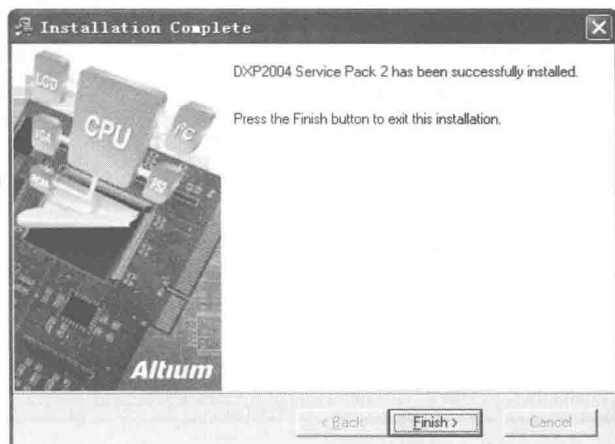 Installation Complete
DXP2004 Service Pack 2 has been successfully installed.
Press the Finish button to exit this installation.
LCD
CPU
I²C
VGA
Altium
< Back
Finish >
Cancel